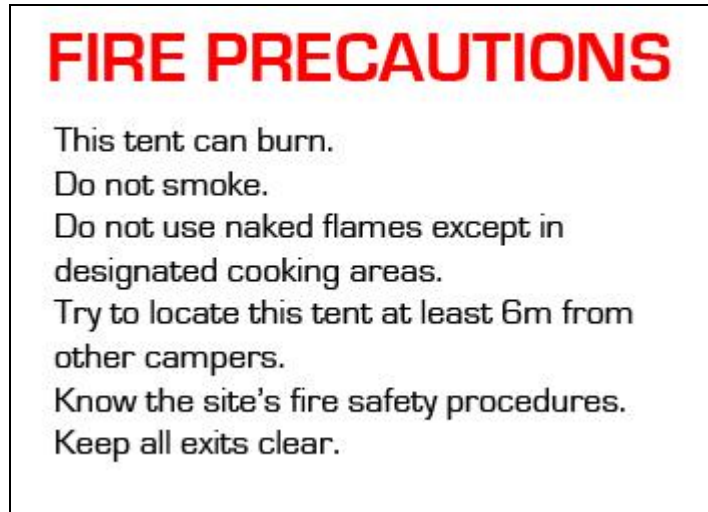 FIRE PRECAUTIONS
This tent can burn.
Do not smoke.
Do not use naked flames except in
designated cooking areas.
Try to locate this tent at least 6m from
other campers.
Know the site's fire safety procedures.
Keep all exits clear.